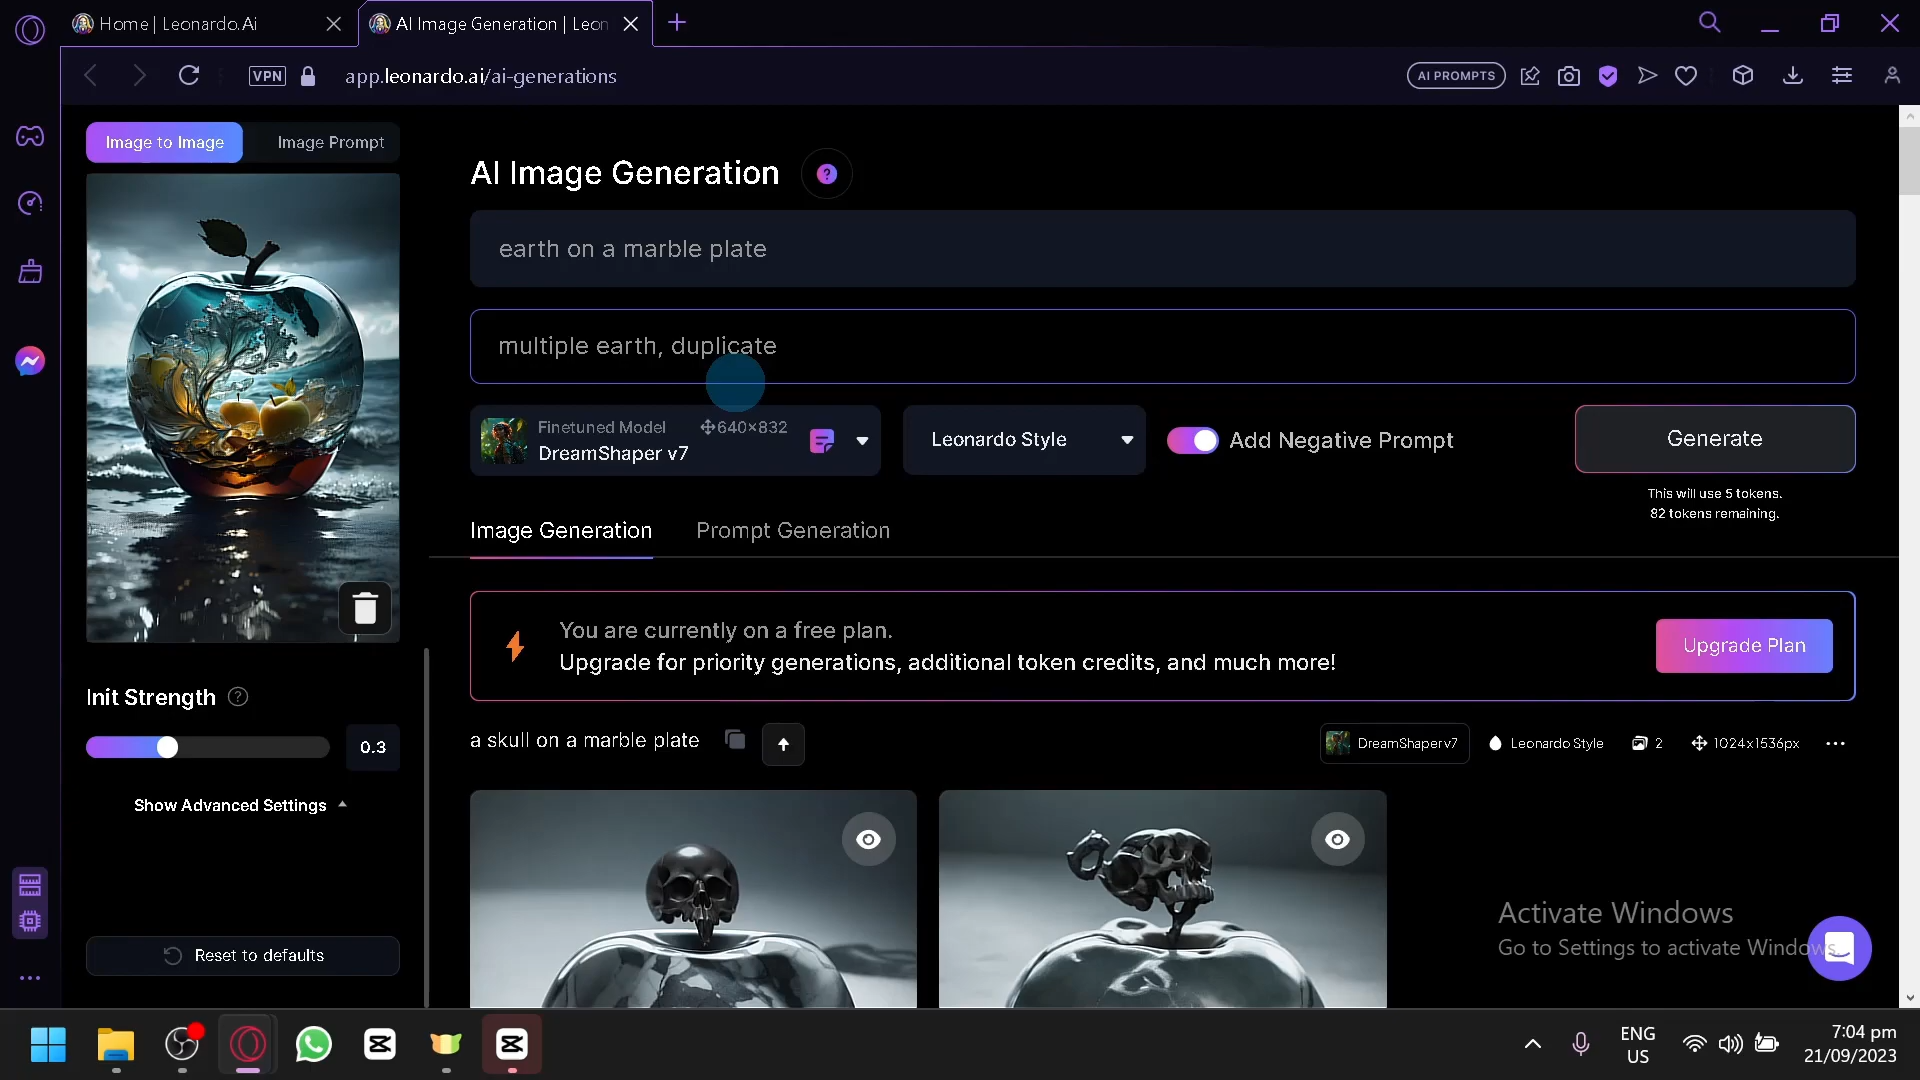 Home | Leonardo.Ai
AI Image Generation | Leon
VPN
app.leonardo.ai/ai-generations
AI PROMPTS
Image to Image
Image Prompt
AI Image Generation
?
earth on a marble plate
multiple earth, duplicate
Finetuned Model
640×832
DreamShaper v7
Leonardo Style
Add Negative Prompt
Generate
This will use 5 tokens.
82 tokens remaining.
Image Generation
Prompt Generation
You are currently on a free plan.
Upgrade for priority generations, additional token credits, and much more!
Upgrade Plan
Init Strength ?
0.3
Show Advanced Settings
Reset to defaults
a skull on a marble plate
DreamShaper v7
Leonardo Style
2
1024x1536px
Activate Windows
Go to Settings to activate Windows.
ENG
US
7:04 pm
21/09/2023